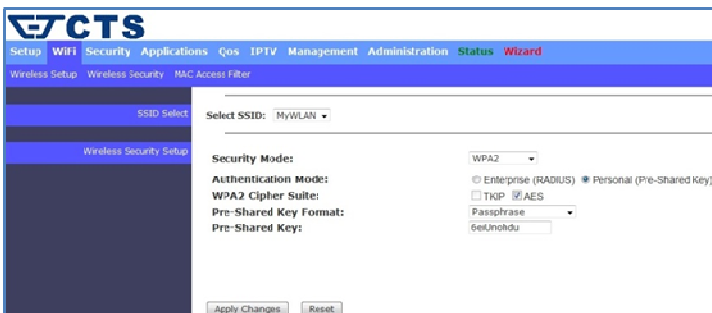 CTS
Setup WiFi Security Applications Qos IPTV Management Administration Status Wizard
Wireless Setup Wireless Security MAC Access Filter
SSID Select
Select SSID: MyWLAN
Wireless Security Setup
Security Mode: WPA2
Authentication Mode: Enterprise (RADIUS) Personal (Pre-Shared Key)
WPA2 Cipher Suite: TKIP AES
Pre-Shared Key Format: Passphrase
Pre-Shared Key:
Apply Changes Reset